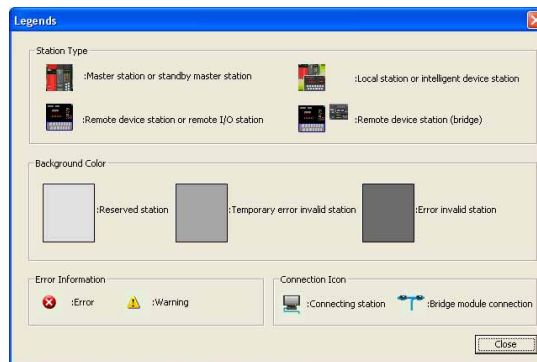 Legends
Station Type
:Master station or standby master station
:Local station or intelligent device station
:Remote device station or remote I/O station
:Remote device station (bridge)
Background Color
:Reserved station
:Temporary error invalid station
:Error invalid station
Error Information
:Error
:Warning
Connection Icon
:Connecting station
:Bridge module connection
Close